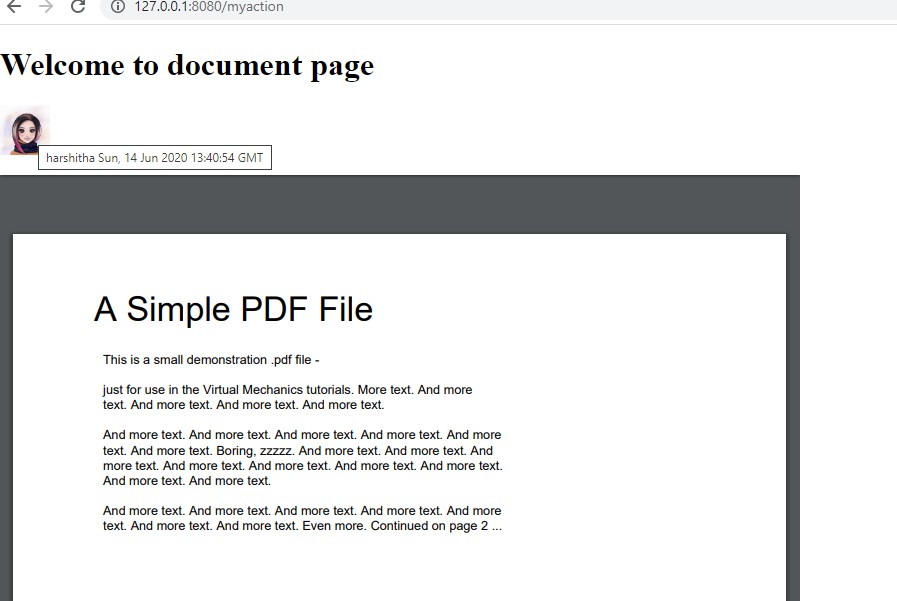 127.0.0.1:8080/myaction
Welcome to document page
harshitha Sun, 14 Jun 2020 13:40:54 GMT
A Simple PDF File
This is a small demonstration .pdf file -
just for use in the Virtual Mechanics tutorials. More text. And more
text. And more text. And more text. And more text.
And more text. And more text. And more text. And more text. And more
text. And more text. Boring, zzzzz. And more text. And more text. And
more text. And more text. And more text. And more text. And more text.
And more text. And more text.
And more text. And more text. And more text. And more text. And more
text. And more text. And more text. Even more. Continued on page 2 ...